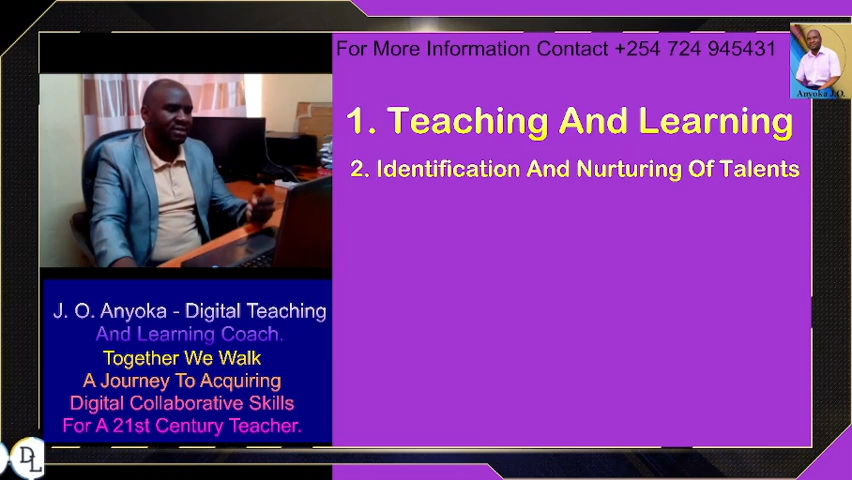 For More Information Contact +254 724 945431
Anyoka J.O.
1. Teaching And Learning
2. Identification And Nurturing Of Talents
J. O. Anyoka - Digital Teaching
And Learning Coach.
Together We Walk
A Journey To Acquiring
Digital Collaborative Skills
For A 21st Century Teacher.
DL